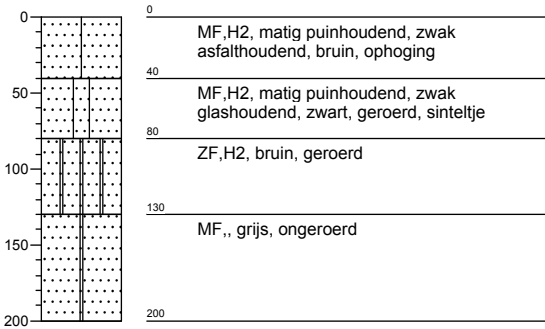 0
0
MF,H2, matig puinhoudend, zwak
asfalthoudend, bruin, ophoging
40
50
MF,H2, matig puinhoudend, zwak
glashoudend, zwart, geroerd, sinteltje
80
ZF,H2, bruin, geroerd
100
130
MF,, grijs, ongeroerd
150
200
200